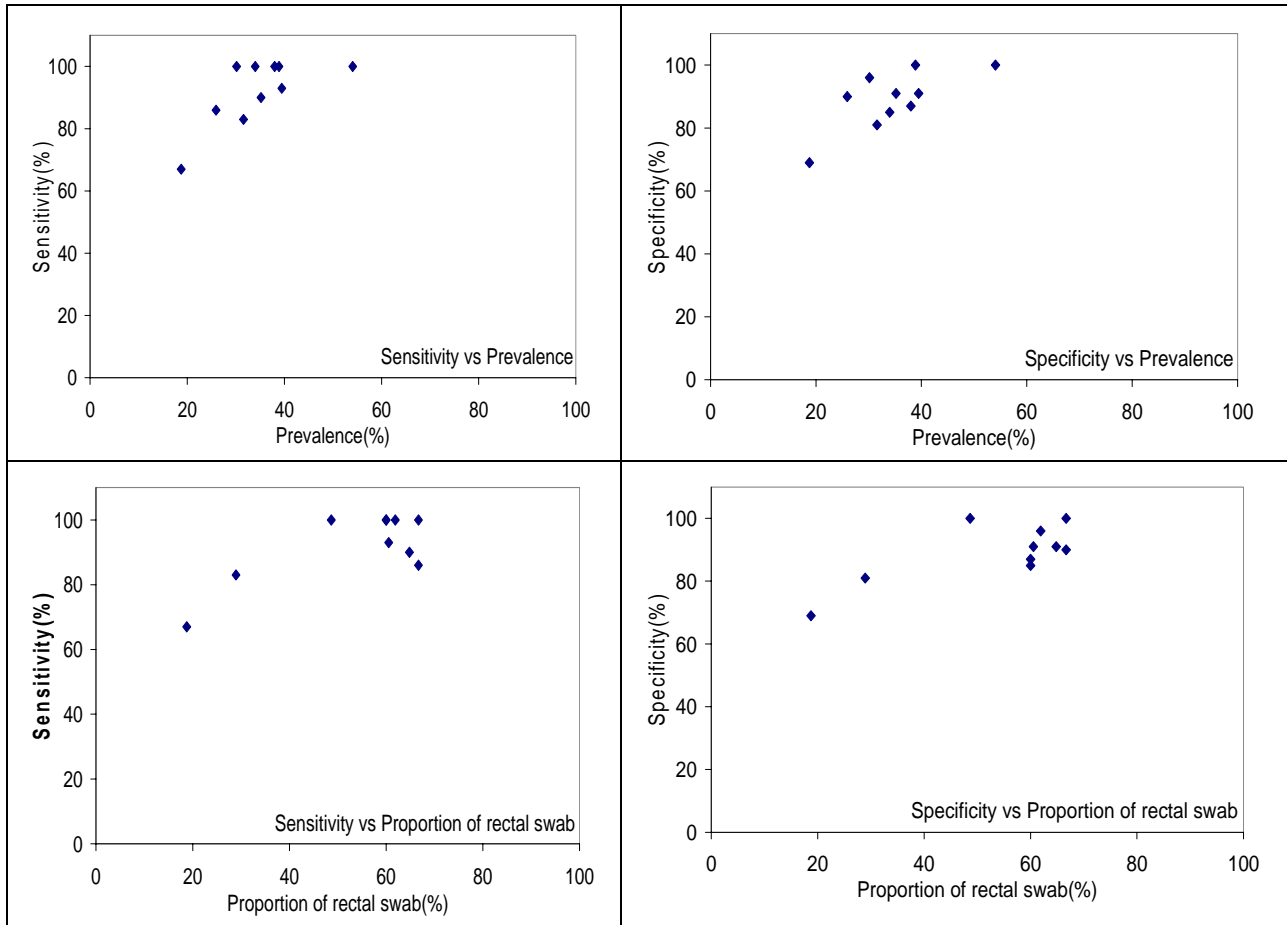 100
80
60
40
20
0
Sensitivity(%)
Sensitivity vs Prevalence
0 20 40 60 80 100
Prevalence(%)
100
80
60
40
20
0
Specificity(%)
Specificity vs Prevalence
0 20 40 60 80 100
Prevalence(%)
100
80
60
40
20
0
Sensitivity(%)
Sensitivity vs Proportion of rectal swab
0 20 40 60 80 100
Proportion of rectal swab(%)
100
80
60
40
20
0
Specificity(%)
Specificity vs Proportion of rectal swab
0 20 40 60 80 100
Proportion of rectal swab(%)